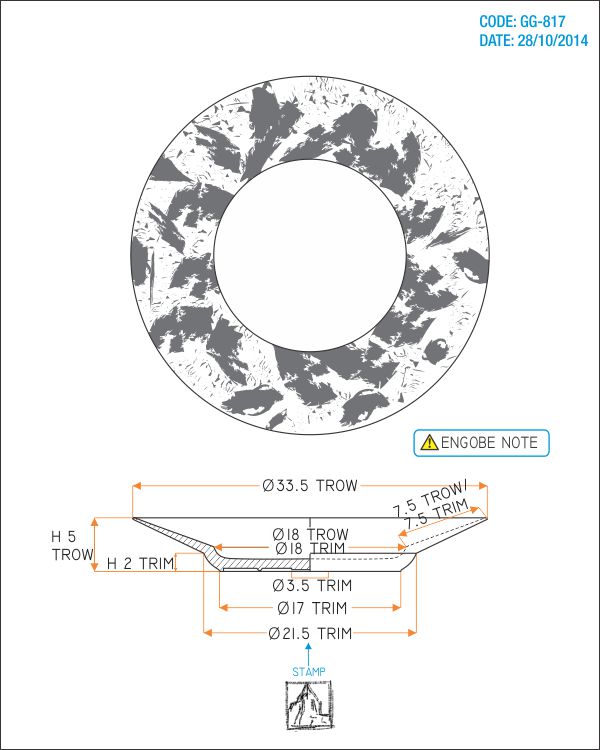 CODE: GG-817
DATE: 28/10/2014
ENGOBE NOTE
Ø33.5 TROW
7.5 TROW/
7.5 TRIM
H 5
TROW
Ø18 TROW
Ø18 TRIM
H 2 TRIM
Ø3.5 TRIM
Ø17 TRIM
Ø21.5 TRIM
STAMP